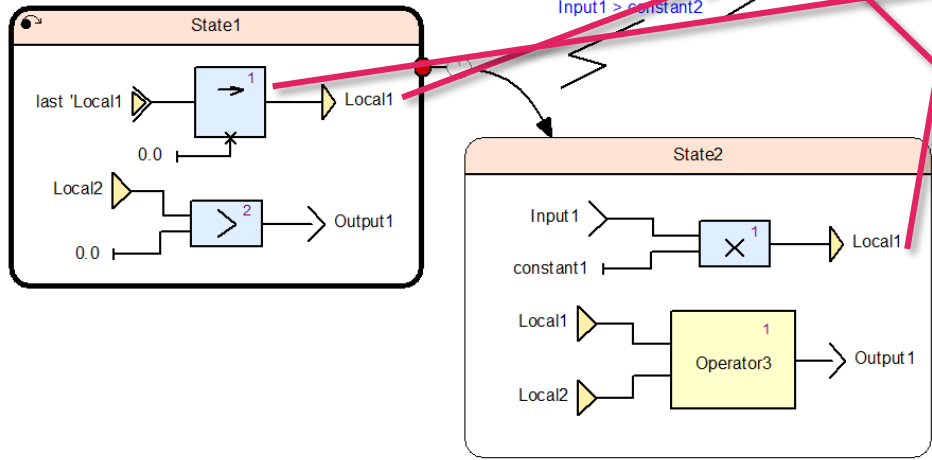 Input1 > constant2
State1
1
last 'Local1
Local1
0.0
Local2
2
Output1
0.0
State2
Input1
1
Local1
constant1
Local1
1
Operator3
Output1
Local2